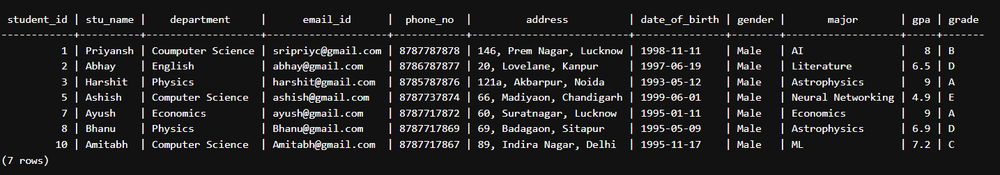 student_id | stu_name | department | email_id | phone_no | address | date_of_birth | gender | major | gpa | grade
------------+----------+-------------------+--------------------+------------+--------------------------+---------------+--------+-------------------+-----+-------
1 | Priyansh | Coumputer Science | sripriyc@gmail.com | 8787787878 | 146, Prem Nagar, Lucknow | 1998-11-11 | Male | AI | 8 | B
2 | Abhay | English | abhay@gmail.com | 8786787877 | 20, Lovelane, Kanpur | 1997-06-19 | Male | Literature | 6.5 | D
3 | Harshit | Physics | harshit@gmail.com | 8785787876 | 121a, Akbarpur, Noida | 1993-05-12 | Male | Astrophysics | 9 | A
5 | Ashish | Computer Science | ashish@gmail.com | 8787737874 | 66, Madiyaon, Chandigarh | 1999-06-01 | Male | Neural Networking | 4.9 | E
7 | Ayush | Economics | ayush@gmail.com | 8787717872 | 60, Suratnagar, Lucknow | 1995-01-11 | Male | Economics | 9 | A
8 | Bhanu | Physics | Bhanu@gmail.com | 8787717869 | 69, Badagaon, Sitapur | 1995-05-09 | Male | Astrophysics | 6.9 | D
10 | Amitabh | Computer Science | Amitabh@gmail.com | 8787717867 | 89, Indira Nagar, Delhi | 1995-11-17 | Male | ML | 7.2 | C
(7 rows)